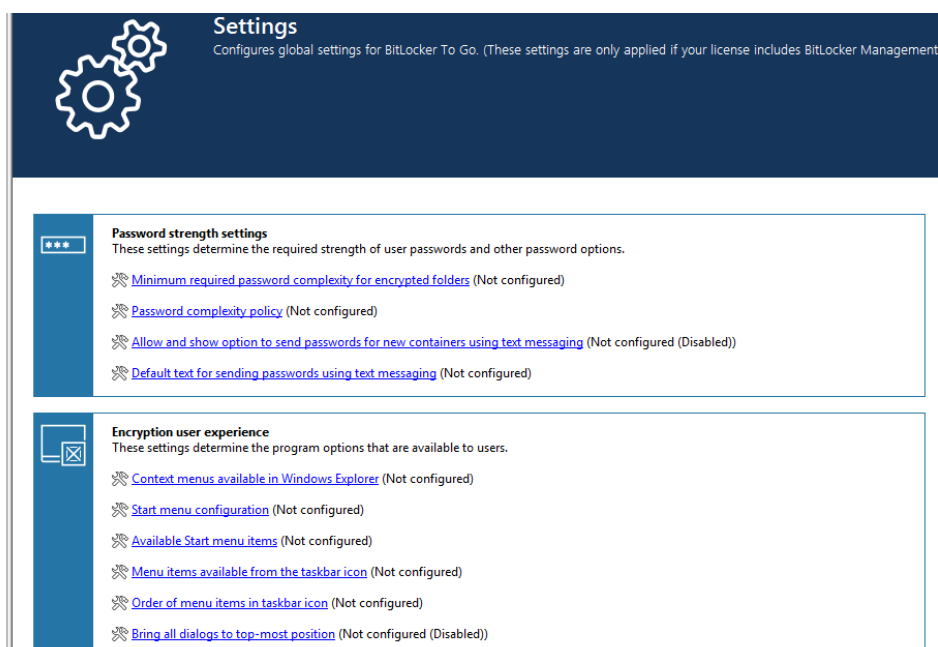 Settings
Configures global settings for BitLocker To Go. (These settings are only applied if your license includes BitLocker Management
***
Password strength settings
These settings determine the required strength of user passwords and other password options.
Minimum required password complexity for encrypted folders (Not configured)
Password complexity policy (Not configured)
Allow and show option to send passwords for new containers using text messaging (Not configured (Disabled))
Default text for sending passwords using text messaging (Not configured)
Encryption user experience
These settings determine the program options that are available to users.
Context menus available in Windows Explorer (Not configured)
Start menu configuration (Not configured)
Available Start menu items (Not configured)
Menu items available from the taskbar icon (Not configured)
Order of menu items in taskbar icon (Not configured)
Bring all dialogs to top-most position (Not configured (Disabled))